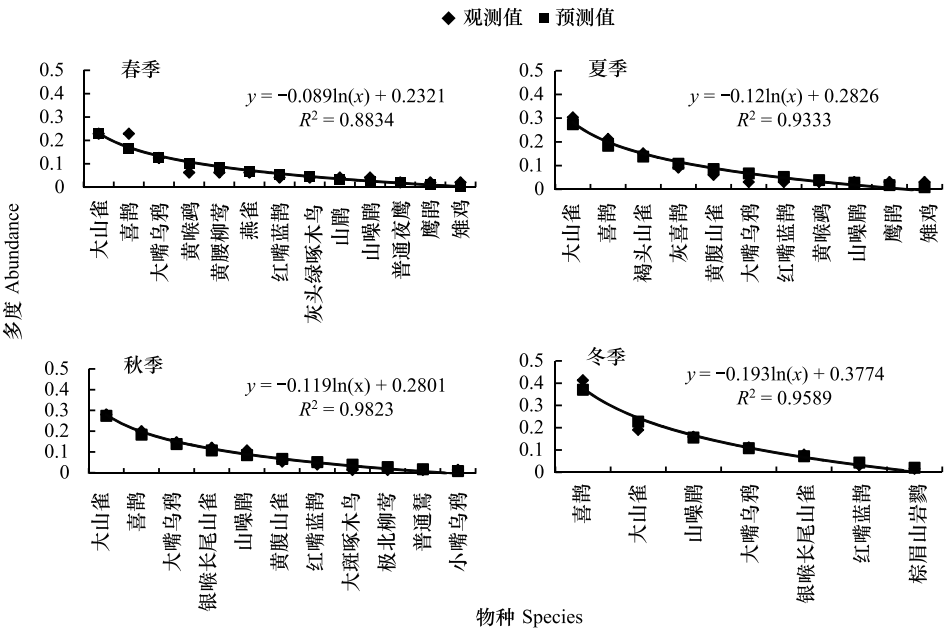 观测值 预测值
多度 Abundance
春季
y = −0.089ln(x) + 0.2321
R² = 0.8834
0.5
0.4
0.3
0.2
0.1
0
大山雀
喜鹊
大嘴乌鸦
黄喉鹀
黄腰柳莺
燕雀
红嘴蓝鹊
灰头绿啄木鸟
山鹛
山噪鹛
普通夜鹰
鹰鹃
雉鸡
夏季
y = −0.12ln(x) + 0.2826
R² = 0.9333
0.5
0.4
0.3
0.2
0.1
0
大山雀
喜鹊
褐头山雀
灰喜鹊
黄腹山雀
大嘴乌鸦
红嘴蓝鹊
黄喉鹀
山噪鹛
鹰鹃
雉鸡
秋季
y = −0.119ln(x) + 0.2801
R² = 0.9823
0.5
0.4
0.3
0.2
0.1
0
大山雀
喜鹊
大嘴乌鸦
银喉长尾山雀
山噪鹛
黄腹山雀
红嘴蓝鹊
大斑啄木鸟
极北柳莺
普通䴓
小嘴乌鸦
冬季
y = −0.193ln(x) + 0.3774
R² = 0.9589
0.5
0.4
0.3
0.2
0.1
0
喜鹊
大山雀
山噪鹛
大嘴乌鸦
银喉长尾山雀
红嘴蓝鹊
棕眉山岩鹨
物种 Species